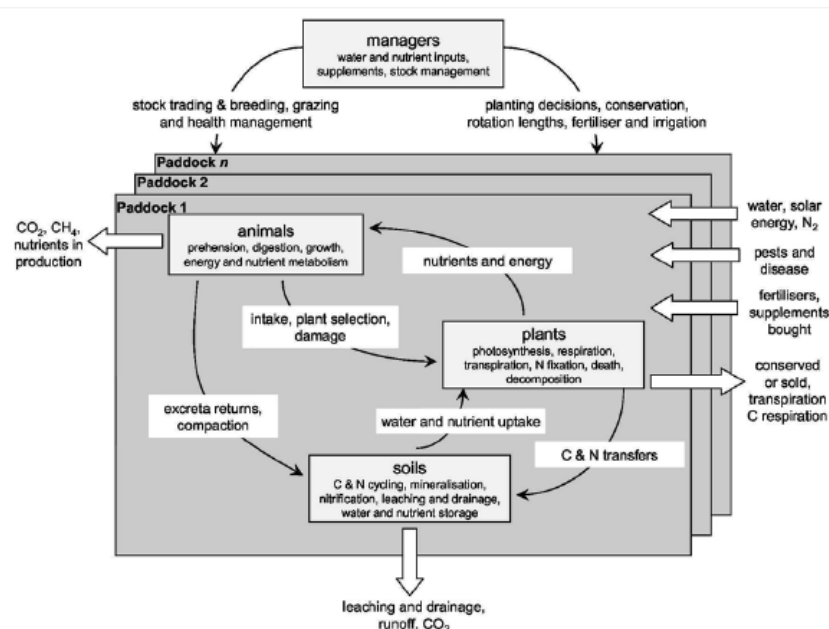 managers
water and nutrient inputs,
supplements, stock management
stock trading & breeding, grazing
and health management
planting decisions, conservation,
rotation lengths, fertiliser and irrigation
Paddock n
Paddock 2
Paddock 1
animals
prehension, digestion, growth,
energy and nutrient metabolism
CO2, CH4,
nutrients in
production
water, solar
energy, N2
pests and
disease
fertilisers,
supplements
bought
nutrients and energy
intake, plant selection,
damage
plants
photosynthesis, respiration,
transpiration, N fixation, death,
decomposition
conserved
or sold,
transpiration
C respiration
excreta returns,
compaction
water and nutrient uptake
C & N transfers
soils
C & N cycling, mineralisation,
nitrification, leaching and drainage,
water and nutrient storage
leaching and drainage,
runoff, CO2